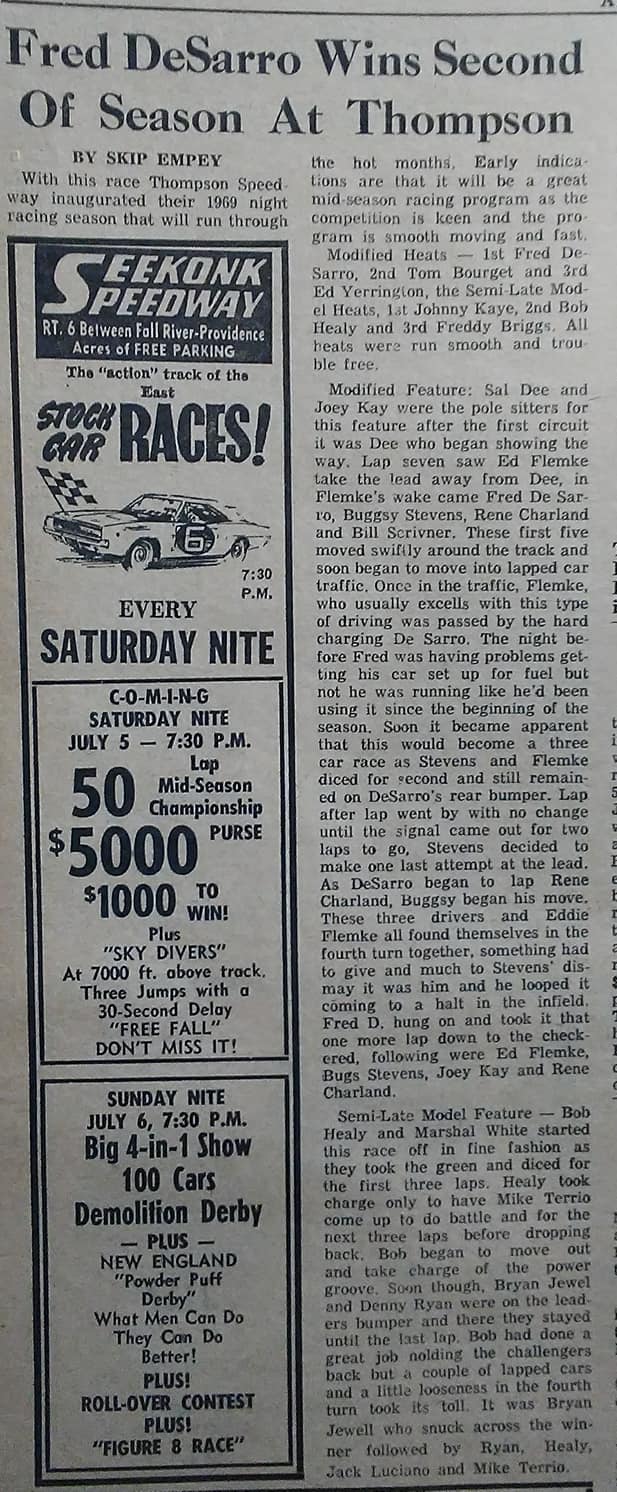 Fred DeSarro Wins Second
Of Season At Thompson
BY SKIP EMPEY
With this race Thompson Speed-
way inaugurated their 1969 night
racing season that will run through
the hot months. Early indica-
tions are that it will be a great
mid-season racing program as the
competition is keen and the pro-
gram is smooth moving and fast.
Modified Heats — 1st Fred De-
Sarro, 2nd Tom Bourget and 3rd
Ed Yerrington, the Semi-Late Mod-
el Heats, 1st Johnny Kaye, 2nd Bob
Healy and 3rd Freddy Briggs. All
heats were run smooth and trou-
ble free.
Modified Feature: Sal Dee and
Joey Kay were the pole sitters for
this feature after the first circuit
it was Dee who began showing the
way. Lap seven saw Ed Flemke
take the lead away from Dee, in
Flemke's wake came Fred De Sar-
ro, Buggsy Stevens, Rene Charland
and Bill Scrivner. These first five
moved swiftly around the track and
soon began to move into lapped car
traffic. Once in the traffic, Flemke,
who usually excells with this type
of driving was passed by the hard
charging De Sarro. The night be-
fore Fred was having problems get-
ting his car set up for fuel but
not he was running like he'd been
using it since the beginning of the
season. Soon it became apparent
that this would become a three
car race as Stevens and Flemke
diced for second and still remain-
ed on DeSarro's rear bumper. Lap
after lap went by with no change
until the signal came out for two
laps to go, Stevens decided to
make one last attempt at the lead.
As DeSarro began to lap Rene
Charland, Buggsy began his move.
These three drivers and Eddie
Flemke all found themselves in the
fourth turn together, something had
to give and much to Stevens' dis-
may it was him and he looped it
coming to a halt in the infield.
Fred D. hung on and took it that
one more lap down to the check-
ered, following were Ed Flemke,
Bugs Stevens, Joey Kay and Rene
Charland.
Semi-Late Model Feature — Bob
Healy and Marshal White started
this race off in fine fashion as
they took the green and diced for
the first three laps. Healy took
charge only to have Mike Terrio
come up to do battle and for the
next three laps before dropping
back. Bob began to move out
and take charge of the power
groove. Soon though, Bryan Jewel
and Denny Ryan were on the lead-
ers bumper and there they stayed
until the last lap. Bob had done a
great job nolding the challengers
back but a couple of lapped cars
and a little looseness in the fourth
turn took its toll. It was Bryan
Jewell who snuck across the win-
ner followed by Ryan, Healy,
Jack Luciano and Mike Terrio.
SEEKONK
SPEEDWAY
RT. 6 Between Fall River-Providence
Acres of FREE PARKING
The "action" track of the
East
STOCK
CAR RACES!
6
7:30
P.M.
EVERY
SATURDAY NITE
C-O-M-I-N-G
SATURDAY NITE
JULY 5 — 7:30 P.M.
50 Lap
Mid-Season
Championship
$5000 PURSE
$1000 TO
WIN!
Plus
"SKY DIVERS"
At 7000 ft. above track.
Three Jumps with a
30-Second Delay
"FREE FALL"
DON'T MISS IT!
SUNDAY NITE
JULY 6, 7:30 P.M.
Big 4-in-1 Show
100 Cars
Demolition Derby
— PLUS —
NEW ENGLAND
"Powder Puff
Derby"
What Men Can Do
They Can Do
Better!
PLUS!
ROLL-OVER CONTEST
PLUS!
"FIGURE 8 RACE"